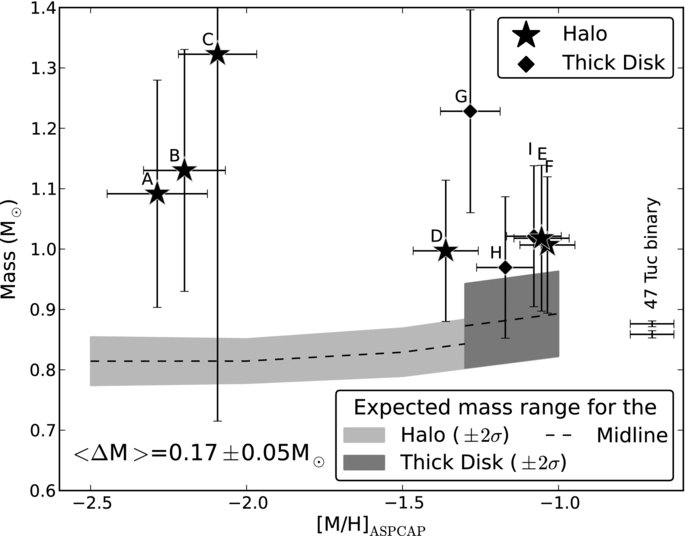 1.4
1.3
1.2
1.1
1.0
0.9
0.8
0.7
0.6
Mass (M⊙)
C
B
A
G
D
H
I
E
F
Halo
Thick Disk
47 Tuc binary
<ΔM>=0.17±0.05M⊙
Expected mass range for the
Halo (±2σ)
Midline
Thick Disk (±2σ)
−2.5
−2.0
−1.5
−1.0
[M/H]ASPCAP